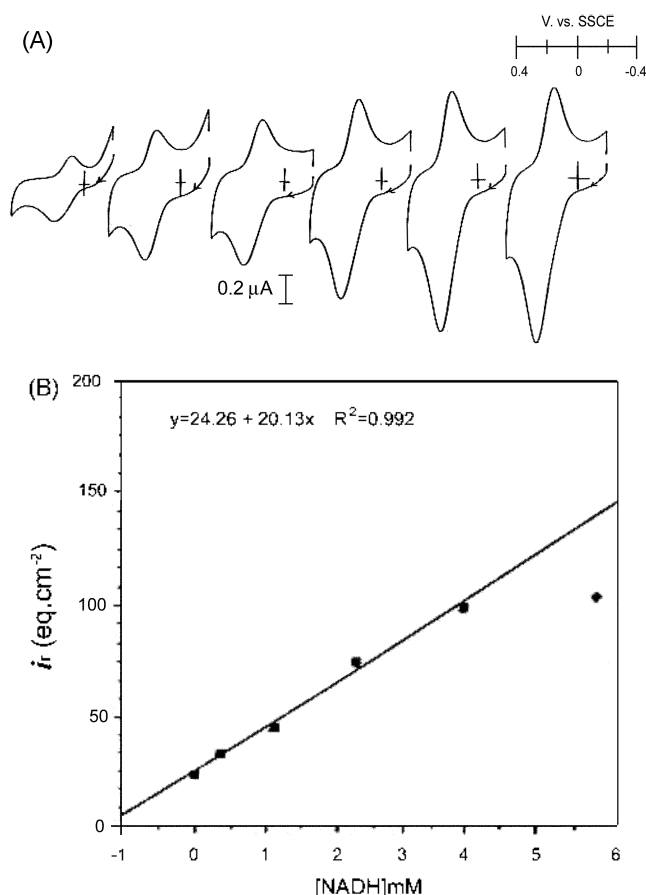 (A)
V. vs. SSCE
0.4 0 -0.4
0.2 μA
(B)
y=24.26 + 20.13x R²=0.992
200
150
100
50
0
-1 0 1 2 3 4 5 6
ir (eq.cm⁻²)
[NADH]mM